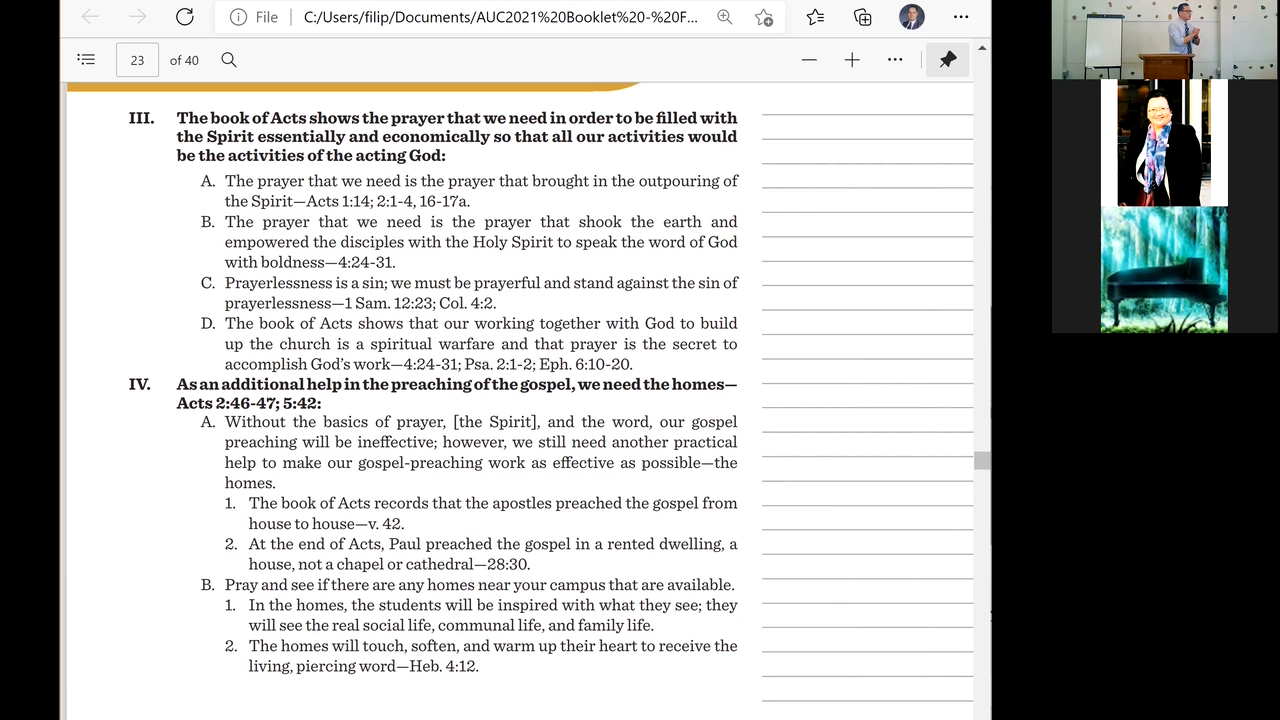 File C:/Users/filip/Documents/AUC2021%20Booklet%20-%20F...
23 of 40
III. The book of Acts shows the prayer that we need in order to be filled with
the Spirit essentially and economically so that all our activities would
be the activities of the acting God:
A. The prayer that we need is the prayer that brought in the outpouring of
the Spirit—Acts 1:14; 2:1-4, 16-17a.
B. The prayer that we need is the prayer that shook the earth and
empowered the disciples with the Holy Spirit to speak the word of God
with boldness—4:24-31.
C. Prayerlessness is a sin; we must be prayerful and stand against the sin of
prayerlessness—1 Sam. 12:23; Col. 4:2.
D. The book of Acts shows that our working together with God to build
up the church is a spiritual warfare and that prayer is the secret to
accomplish God's work—4:24-31; Psa. 2:1-2; Eph. 6:10-20.
IV. As an additional help in the preaching of the gospel, we need the homes—
Acts 2:46-47; 5:42:
A. Without the basics of prayer, [the Spirit], and the word, our gospel
preaching will be ineffective; however, we still need another practical
help to make our gospel-preaching work as effective as possible—the
homes.
1. The book of Acts records that the apostles preached the gospel from
house to house—v. 42.
2. At the end of Acts, Paul preached the gospel in a rented dwelling, a
house, not a chapel or cathedral—28:30.
B. Pray and see if there are any homes near your campus that are available.
1. In the homes, the students will be inspired with what they see; they
will see the real social life, communal life, and family life.
2. The homes will touch, soften, and warm up their heart to receive the
living, piercing word—Heb. 4:12.